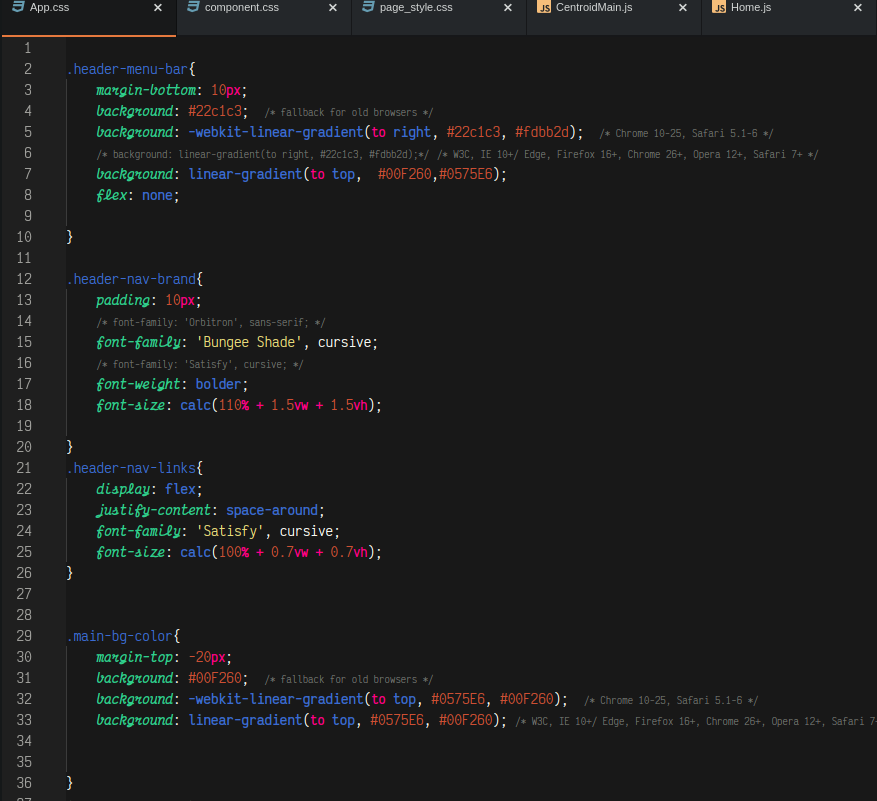 App.css × component.css × page_style.css × JS CentroidMain.js × JS Home.js ×
1
2 .header-menu-bar{
3 margin-bottom: 10px;
4 background: #22c1c3; /* fallback for old browsers */
5 background: -webkit-linear-gradient(to right, #22c1c3, #fdbb2d); /* Chrome 10-25, Safari 5.1-6 */
6 /* background: linear-gradient(to right, #22c1c3, #fdbb2d);*/ /* W3C, IE 10+/ Edge, Firefox 16+, Chrome 26+, Opera 12+, Safari 7+ */
7 background: linear-gradient(to top,  #00F260,#0575E6);
8 flex: none;
9
10 }
11
12 .header-nav-brand{
13 padding: 10px;
14 /* font-family: 'Orbitron', sans-serif; */
15 font-family: 'Bungee Shade', cursive;
16 /* font-family: 'Satisfy', cursive; */
17 font-weight: bolder;
18 font-size: calc(110% + 1.5vw + 1.5vh);
19
20 }
21 .header-nav-links{
22 display: flex;
23 justify-content: space-around;
24 font-family: 'Satisfy', cursive;
25 font-size: calc(100% + 0.7vw + 0.7vh);
26 }
27
28
29 .main-bg-color{
30 margin-top: -20px;
31 background: #00F260; /* fallback for old browsers */
32 background: -webkit-linear-gradient(to top, #0575E6, #00F260); /* Chrome 10-25, Safari 5.1-6 */
33 background: linear-gradient(to top, #0575E6, #00F260); /* W3C, IE 10+/ Edge, Firefox 16+, Chrome 26+, Opera 12+, Safari 7+
34
35
36 }
37